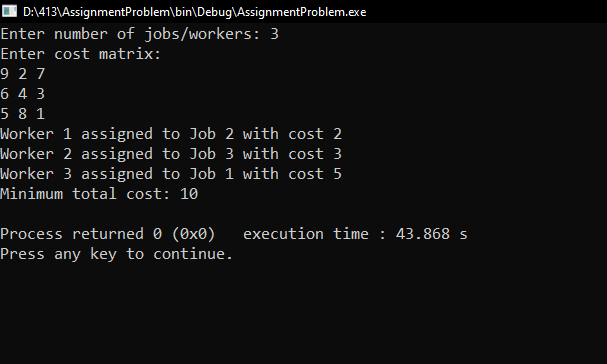 D:\413\AssignmentProblem\bin\Debug\AssignmentProblem.exe
Enter number of jobs/workers: 3
Enter cost matrix:
9 2 7
6 4 3
5 8 1
Worker 1 assigned to Job 2 with cost 2
Worker 2 assigned to Job 3 with cost 3
Worker 3 assigned to Job 1 with cost 5
Minimum total cost: 10
Process returned 0 (0x0)   execution time : 43.868 s
Press any key to continue.